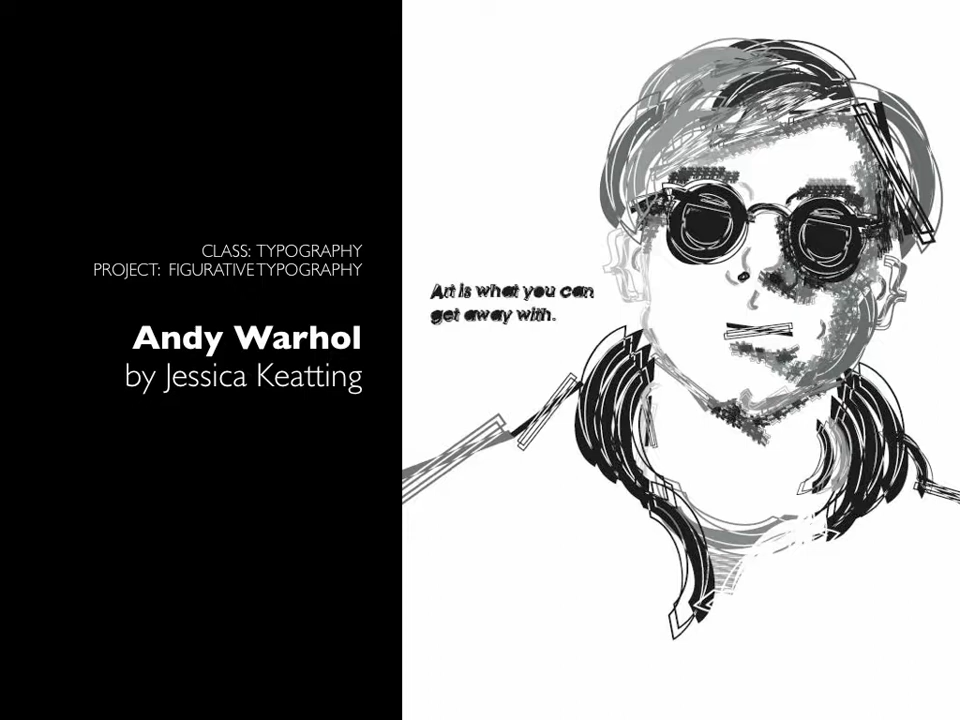 CLASS: TYPOGRAPHY
PROJECT: FIGURATIVE TYPOGRAPHY
Andy Warhol
by Jessica Keatting
Art is what you can
get away with.